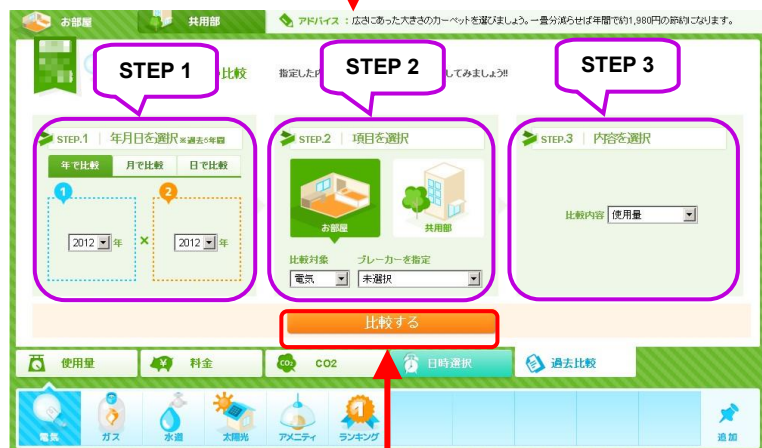 お部屋
共用部
アドバイス：広さにあった大きさのカーペットを選びましょう。一畳分減らせば年間で約1,980円の節約になります。
STEP 1
比較
指定した
STEP 2
してみましょう!!
STEP 3
STEP.1 | 年月日を選択※過去5年間
STEP.2 | 項目を選択
STEP.3 | 内容を選択
年で比較
月で比較
日で比較
1
2
2012 年 × 2012 年
お部屋
共用部
比較内容 使用量
比較対象
ブレーカーを指定
電気
未選択
比較する
使用量
料金
CO2
日時選択
過去比較
電気
ガス
水道
太陽光
アメニティ
ランキング
追加